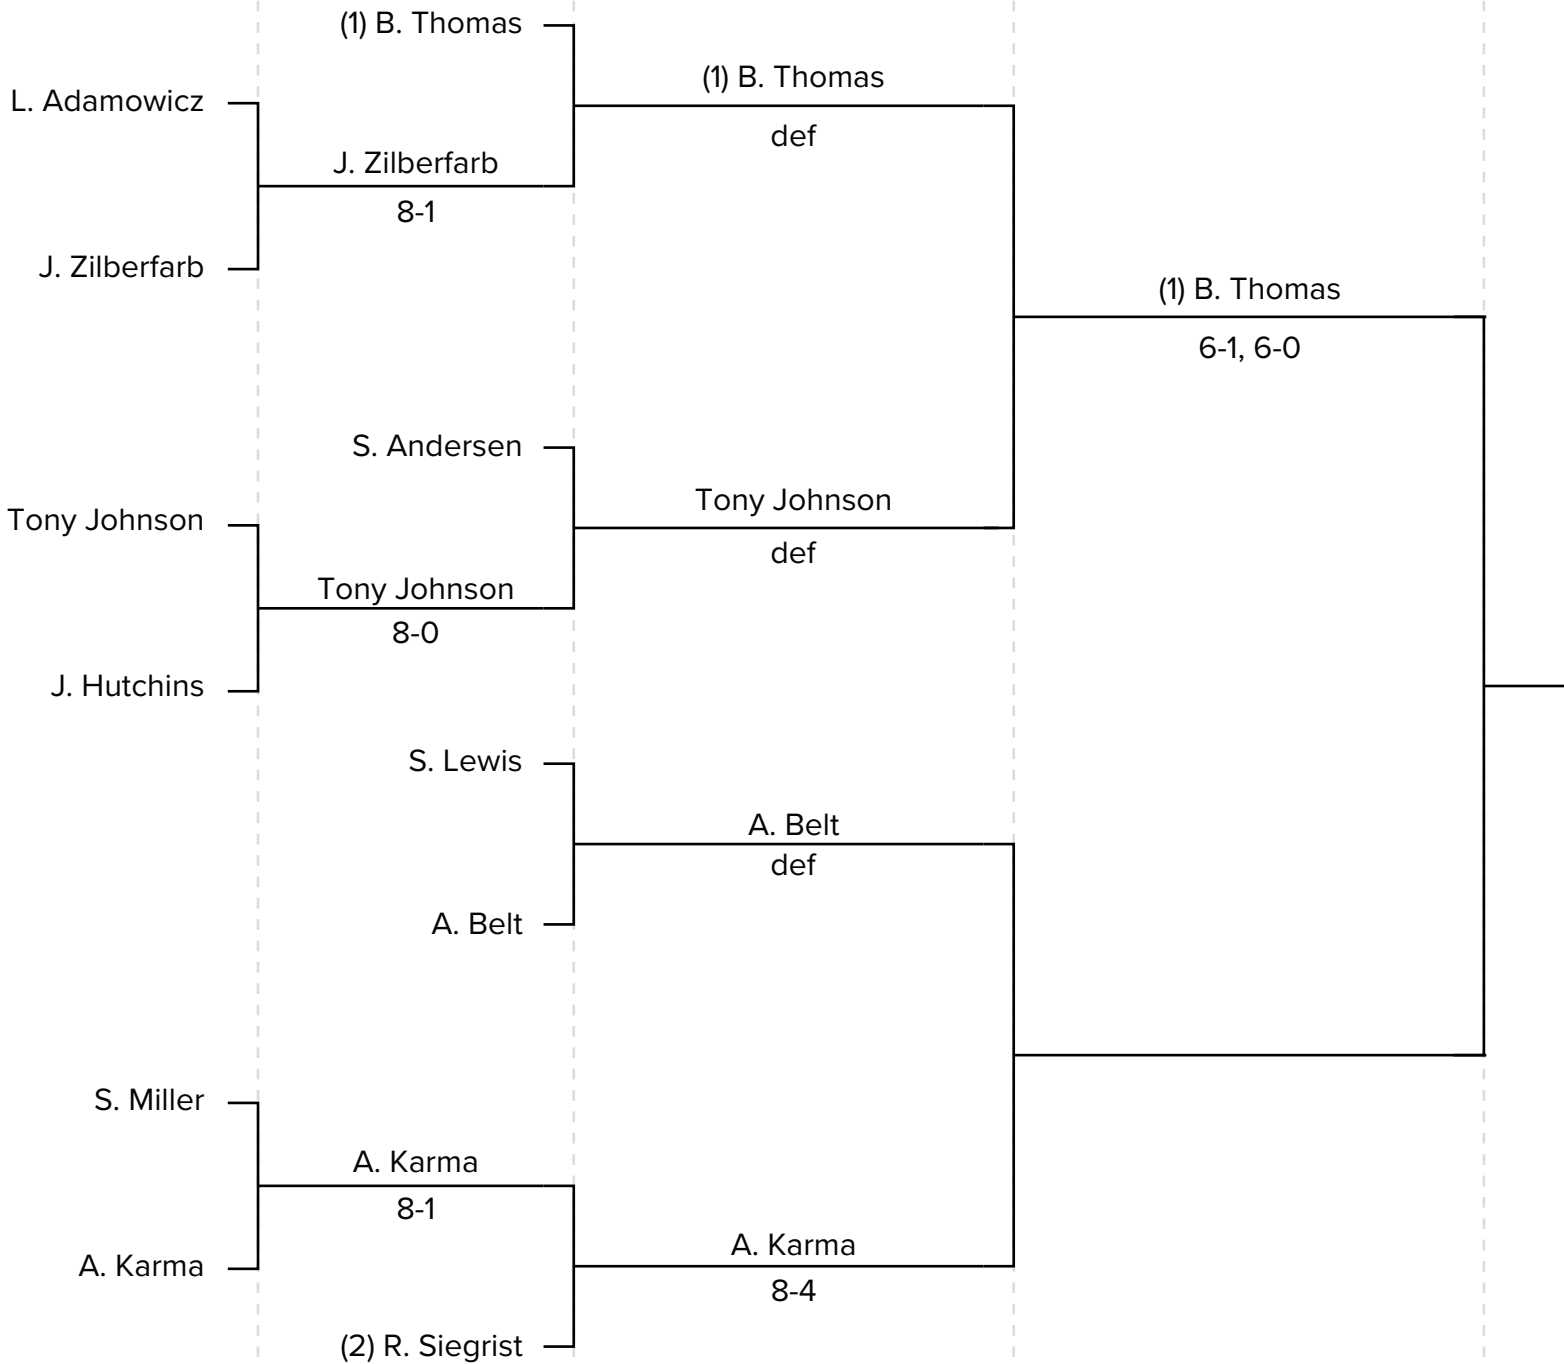 (1) B. Thomas
(1) B. Thomas
L. Adamowicz
def
J. Zilberfarb
8-1
J. Zilberfarb
(1) B. Thomas
6-1, 6-0
S. Andersen
Tony Johnson
Tony Johnson
def
Tony Johnson
8-0
J. Hutchins
S. Lewis
A. Belt
def
A. Belt
S. Miller
A. Karma
8-1
A. Karma
A. Karma
8-4
(2) R. Siegrist